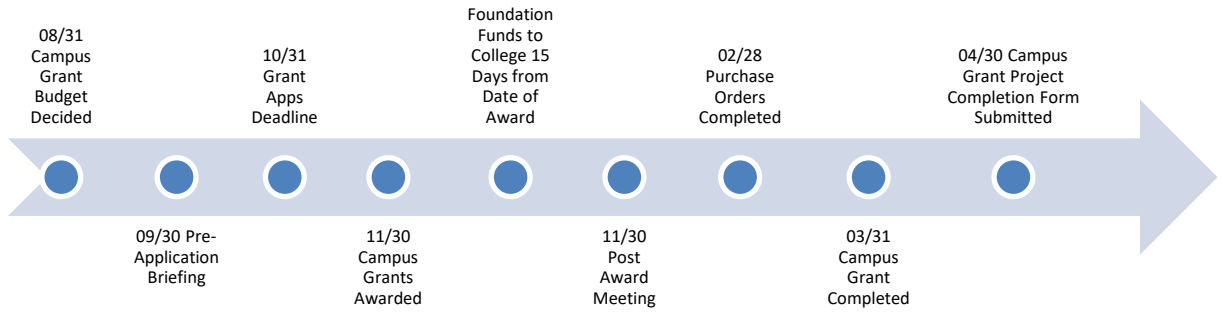 08/31
Campus
Grant
Budget
Decided
09/30 Pre-
Application
Briefing
10/31
Grant
Apps
Deadline
11/30
Campus
Grants
Awarded
Foundation
Funds to
College 15
Days from
Date of
Award
11/30
Post
Award
Meeting
02/28
Purchase
Orders
Completed
03/31
Campus
Grant
Completed
04/30 Campus
Grant Project
Completion Form
Submitted